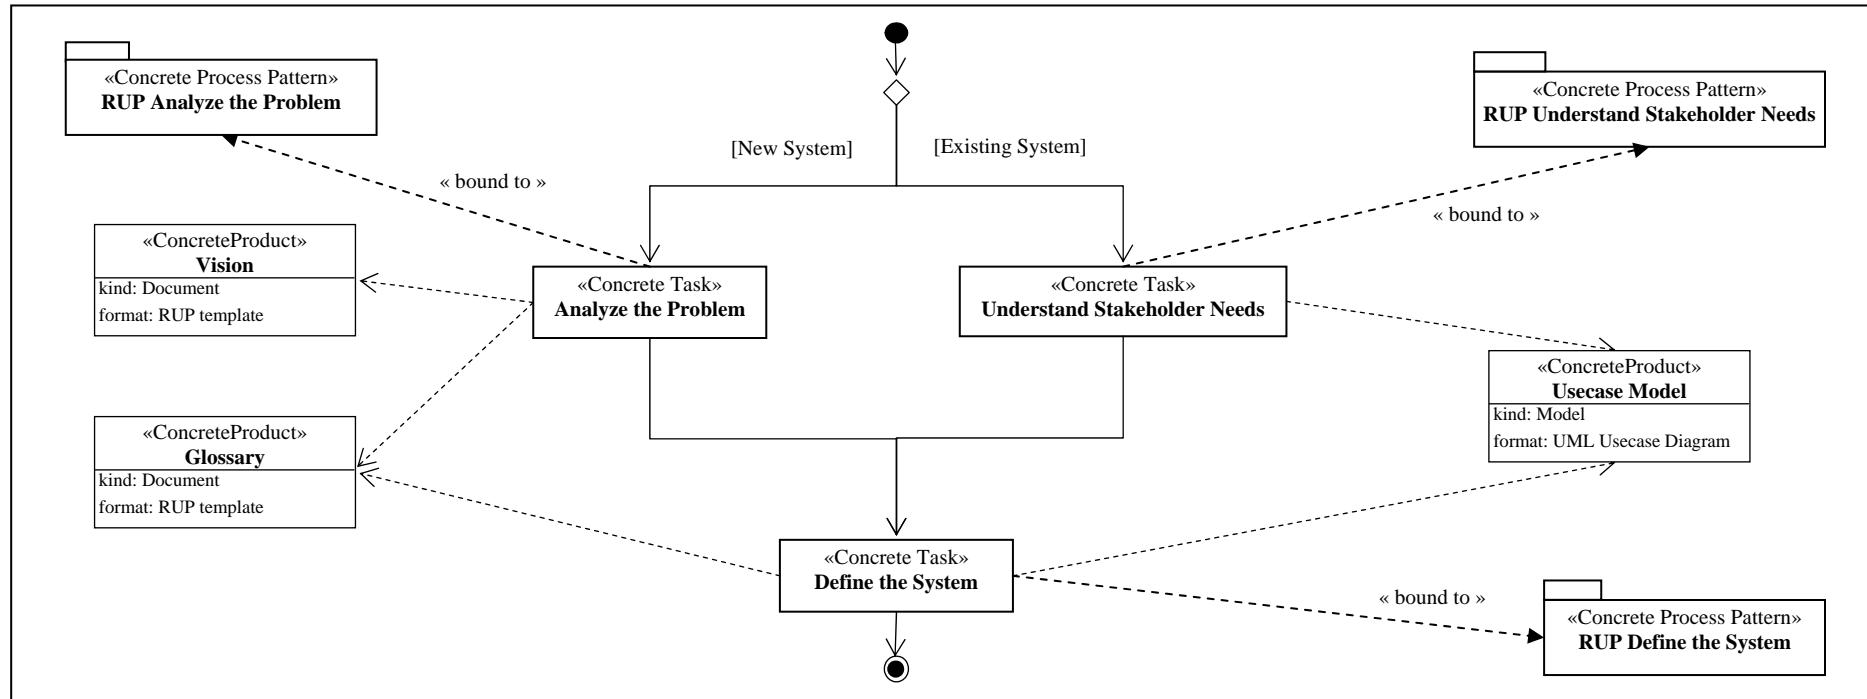 «Concrete Process Pattern»
RUP Analyze the Problem
«Concrete Process Pattern»
RUP Understand Stakeholder Needs
[New System]
[Existing System]
« bound to »
« bound to »
«ConcreteProduct»
Vision
kind: Document
format: RUP template
«Concrete Task»
Analyze the Problem
«Concrete Task»
Understand Stakeholder Needs
«ConcreteProduct»
Usecase Model
kind: Model
format: UML Usecase Diagram
«ConcreteProduct»
Glossary
kind: Document
format: RUP template
«Concrete Task»
Define the System
« bound to »
«Concrete Process Pattern»
RUP Define the System